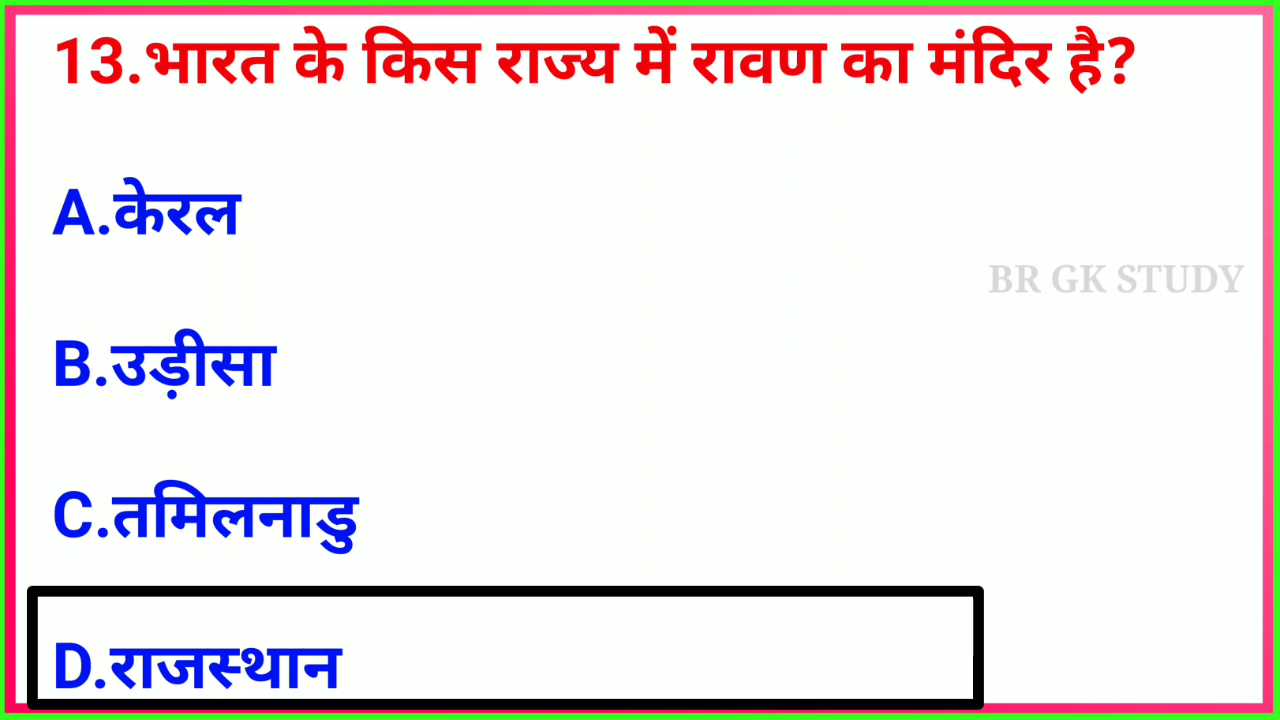 13.भारत के किस राज्य में रावण का मंदिर है?
A.केरल
BR GK STUDY
B.उड़ीसा
C.तमिलनाडु
D.राजस्थान